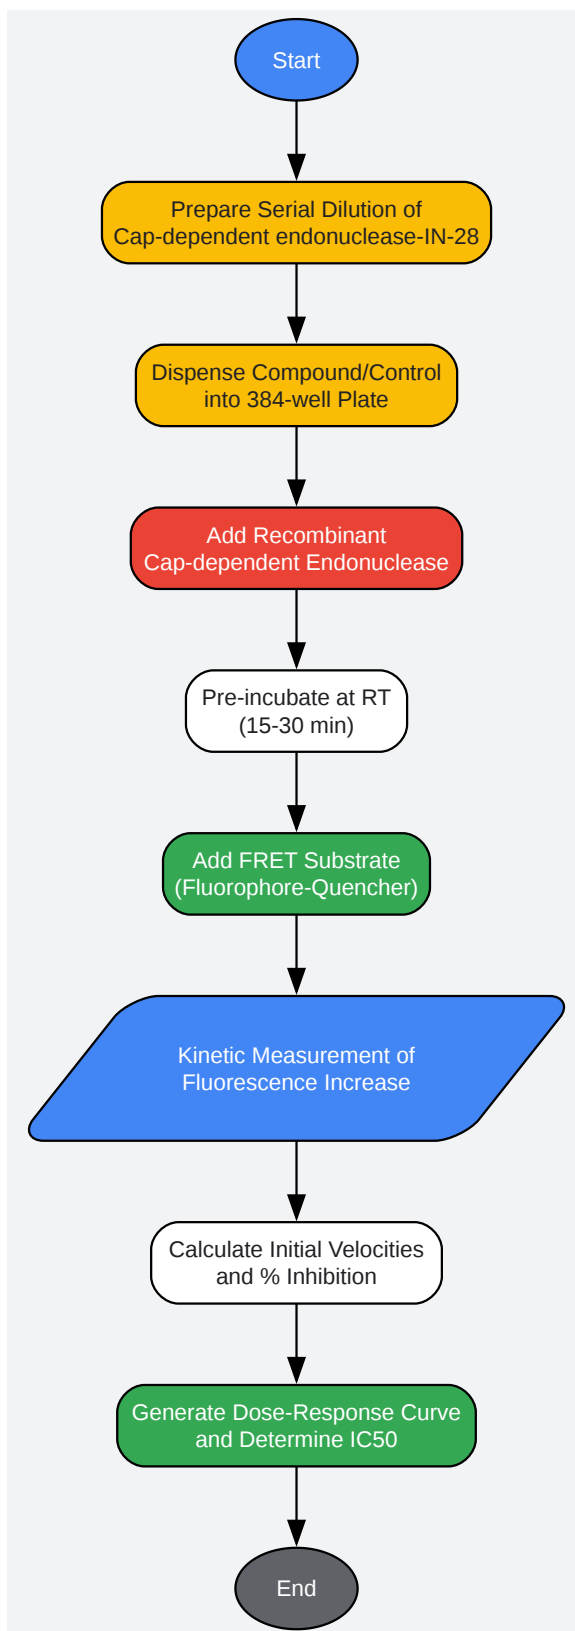 Start
Prepare Serial Dilution of
Cap-dependent endonuclease-IN-28
Dispense Compound/Control
into 384-well Plate
Add Recombinant
Cap-dependent Endonuclease
Pre-incubate at RT
(15-30 min)
Add FRET Substrate
(Fluorophore-Quencher)
Kinetic Measurement of
Fluorescence Increase
Calculate Initial Velocities
and % Inhibition
Generate Dose-Response Curve
and Determine IC50
End